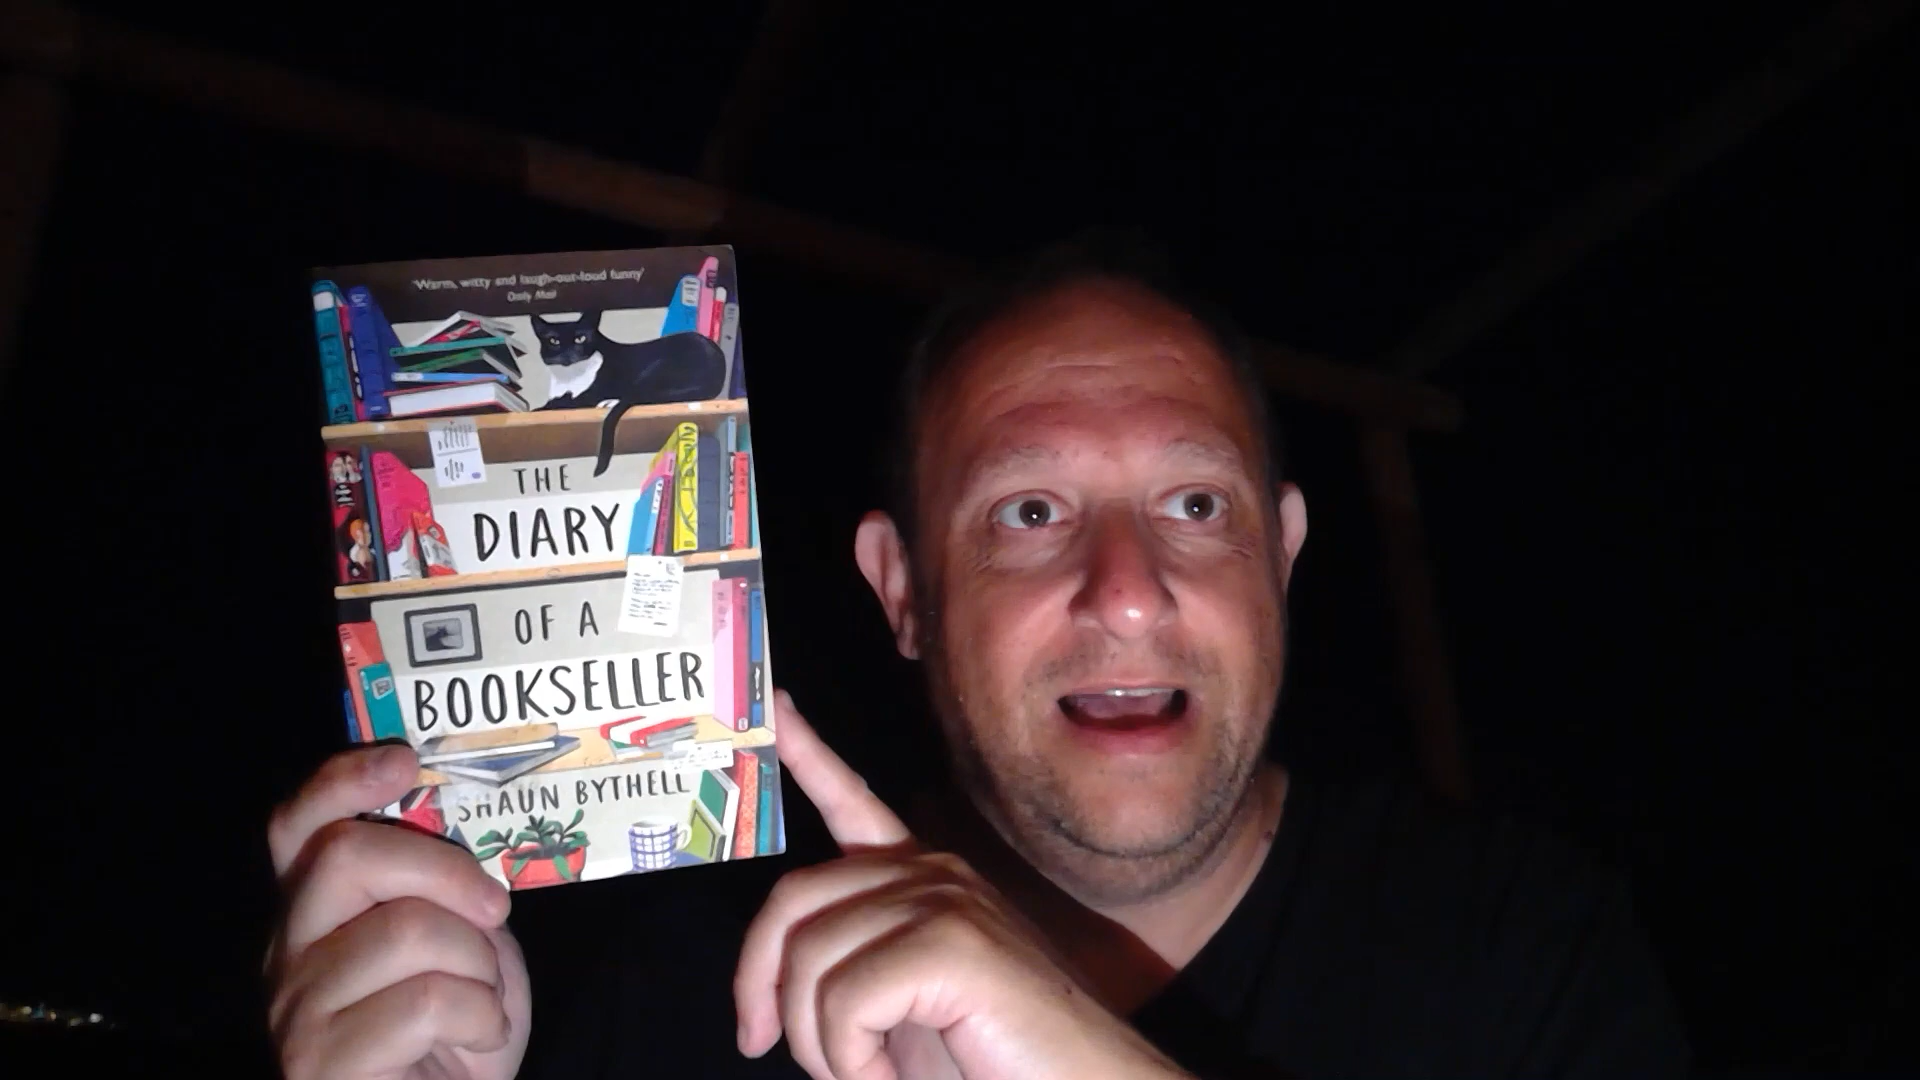 'Warm, witty and laugh-out-loud funny'
Daily Mail
THE
DIARY
OF A
BOOKSELLER
SHAUN BYTHELL